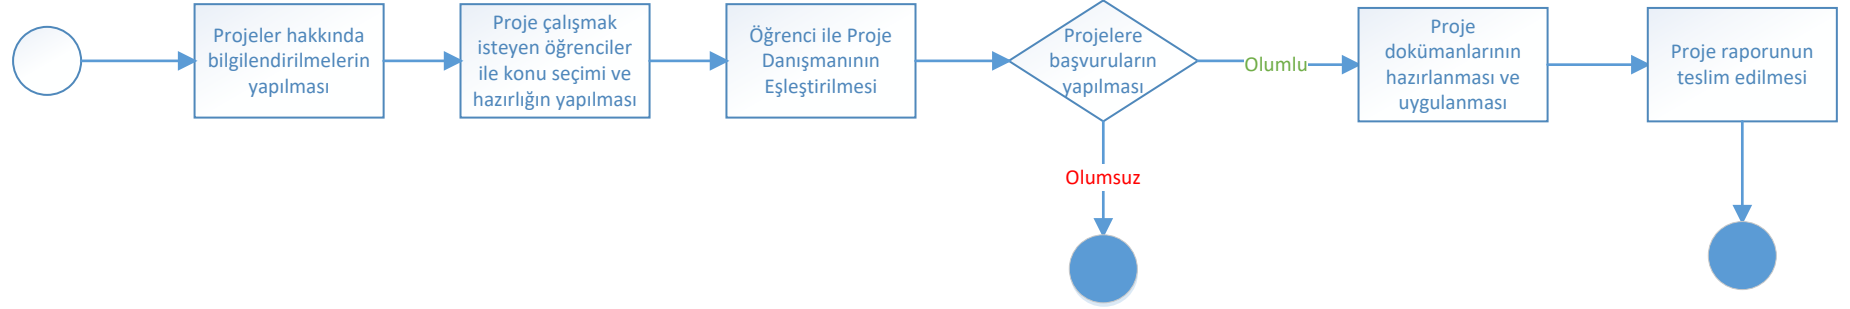 Projeler hakkında
bilgilendirilmelerin
yapılması
Proje çalışmak
isteyen öğrenciler
ile konu seçimi ve
hazırlığın yapılması
Öğrenci ile Proje
Danışmanının
Eşleştirilmesi
Projelere
başvuruların
yapılması
Olumlu
Olumsuz
Proje
dokümanlarının
hazırlanması ve
uygulanması
Proje raporunun
teslim edilmesi